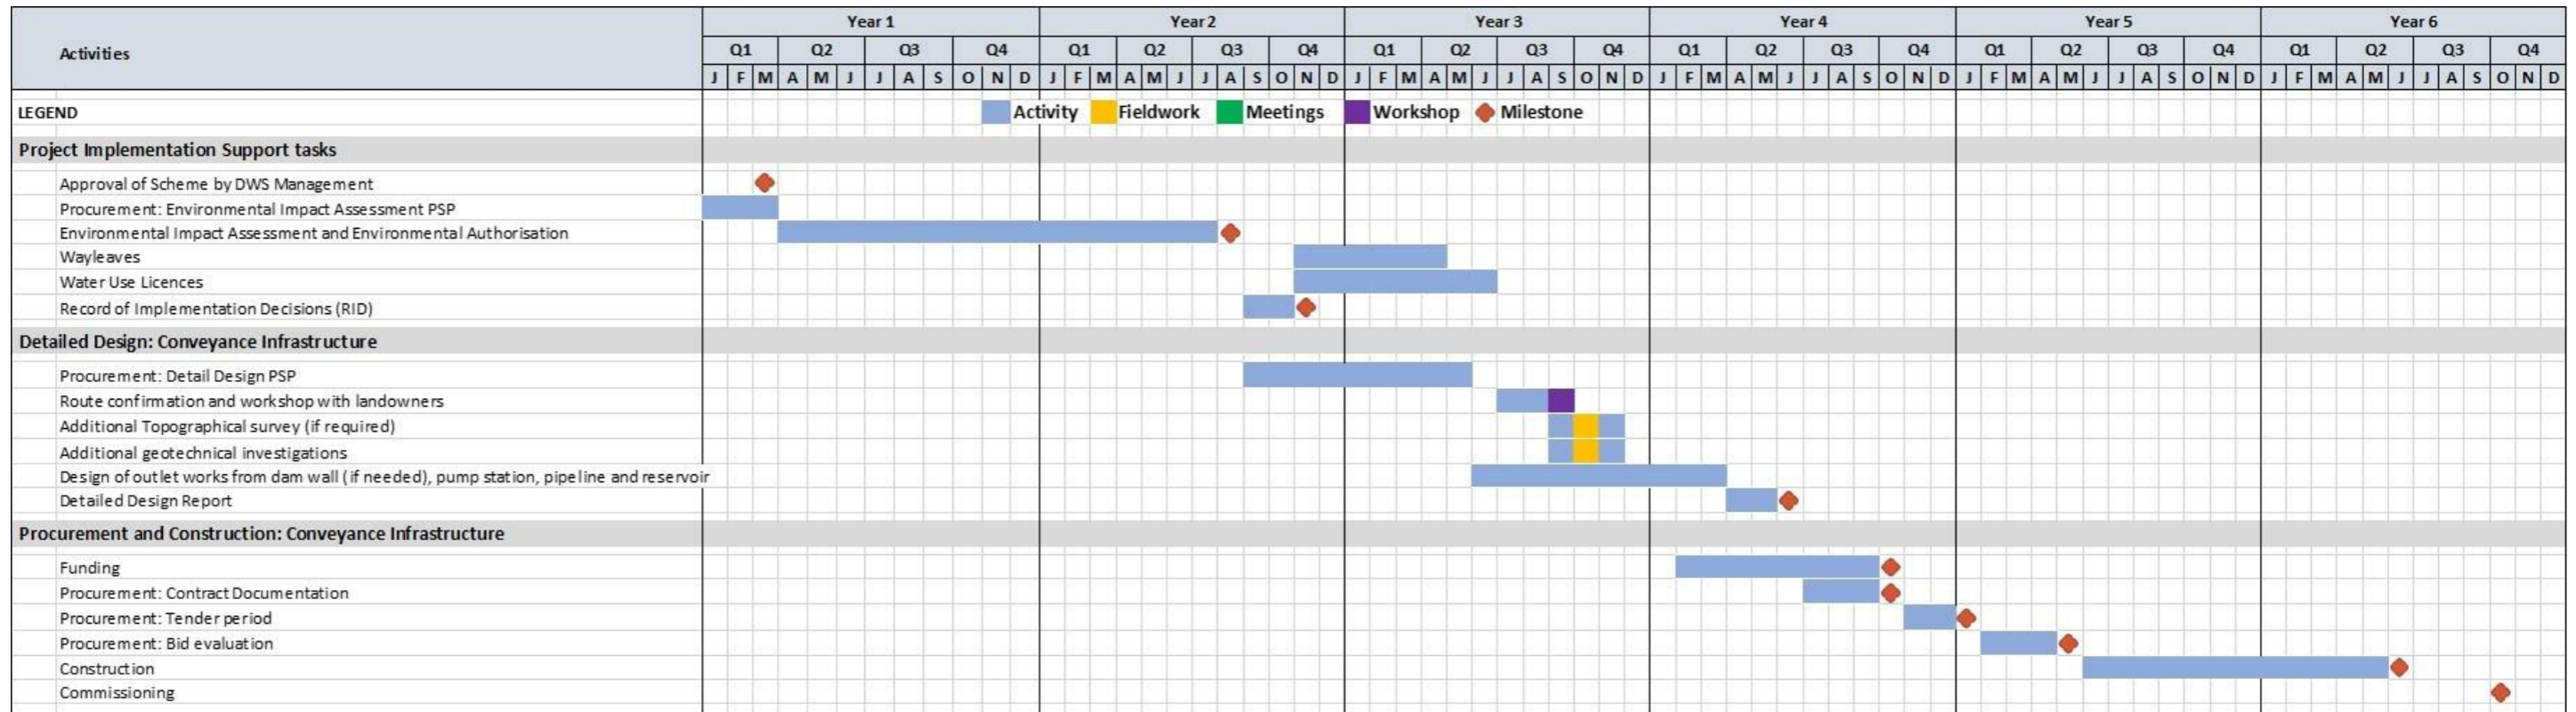 Activities
Year 1 Year 2 Year 3 Year 4 Year 5 Year 6
Q1 Q2 Q3 Q4 Q1 Q2 Q3 Q4 Q1 Q2 Q3 Q4 Q1 Q2 Q3 Q4 Q1 Q2 Q3 Q4 Q1 Q2 Q3 Q4
J F M A M J J A S O N D J F M A M J J A S O N D J F M A M J J A S O N D J F M A M J J A S O N D J F M A M J J A S O N D J F M A M J J A S O N D
LEGEND Activity Fieldwork Meetings Workshop Milestone
Project Implementation Support tasks
Approval of Scheme by DWS Management
Procurement: Environmental Impact Assessment PSP
Environmental Impact Assessment and Environmental Authorisation
Wayleaves
Water Use Licences
Record of Implementation Decisions (RID)
Detailed Design: Conveyance Infrastructure
Procurement: Detail Design PSP
Route confirmation and workshop with landowners
Additional Topographical survey (if required)
Additional geotechnical investigations
Design of outlet works from dam wall (if needed), pump station, pipeline and reservoir
Detailed Design Report
Procurement and Construction: Conveyance Infrastructure
Funding
Procurement: Contract Documentation
Procurement: Tender period
Procurement: Bid evaluation
Construction
Commissioning